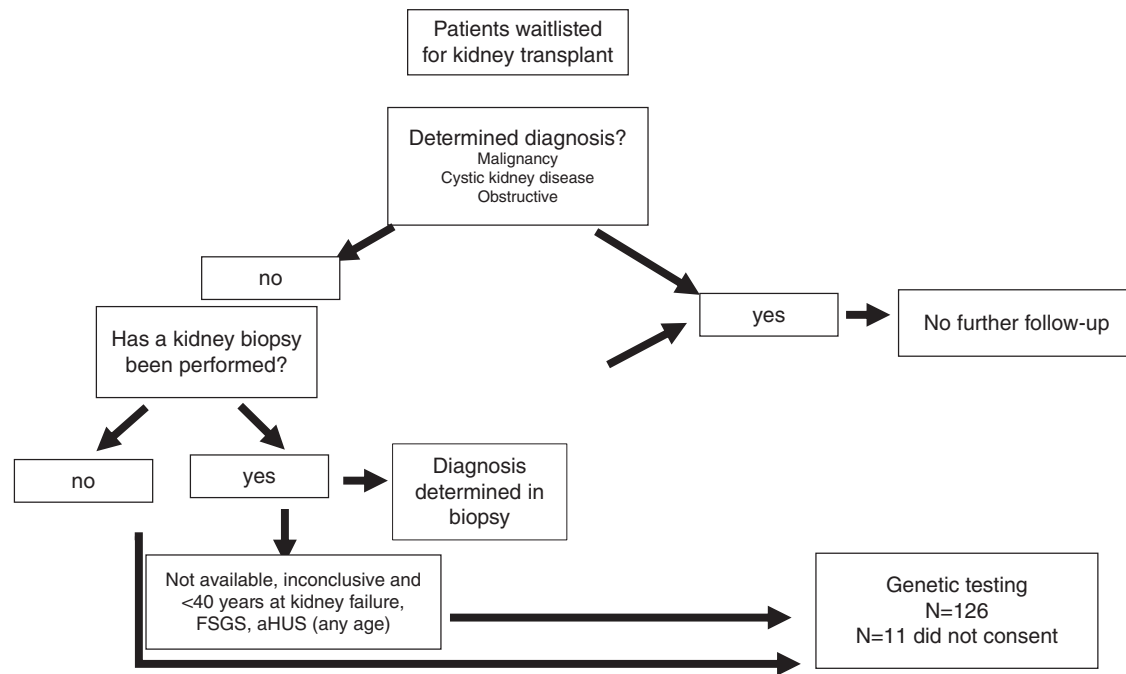 Patients waitlisted
for kidney transplant
Determined diagnosis?
Malignancy
Cystic kidney disease
Obstructive
no
yes
No further follow-up
Has a kidney biopsy
been performed?
no
yes
Diagnosis
determined in
biopsy
Not available, inconclusive and
<40 years at kidney failure,
FSGS, aHUS (any age)
Genetic testing
N=126
N=11 did not consent